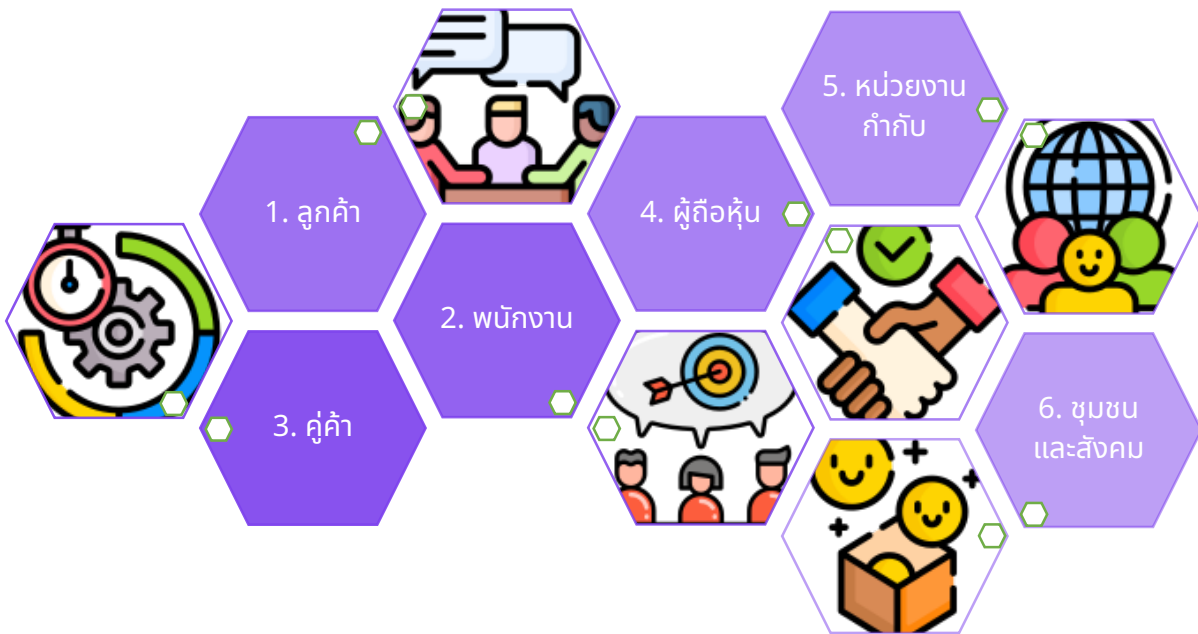 1. ลูกค้า
2. พนักงาน
3. คู่ค้า
4. ผู้ถือหุ้น
5. หน่วยงาน
กำกับ
6. ชุมชน
และสังคม